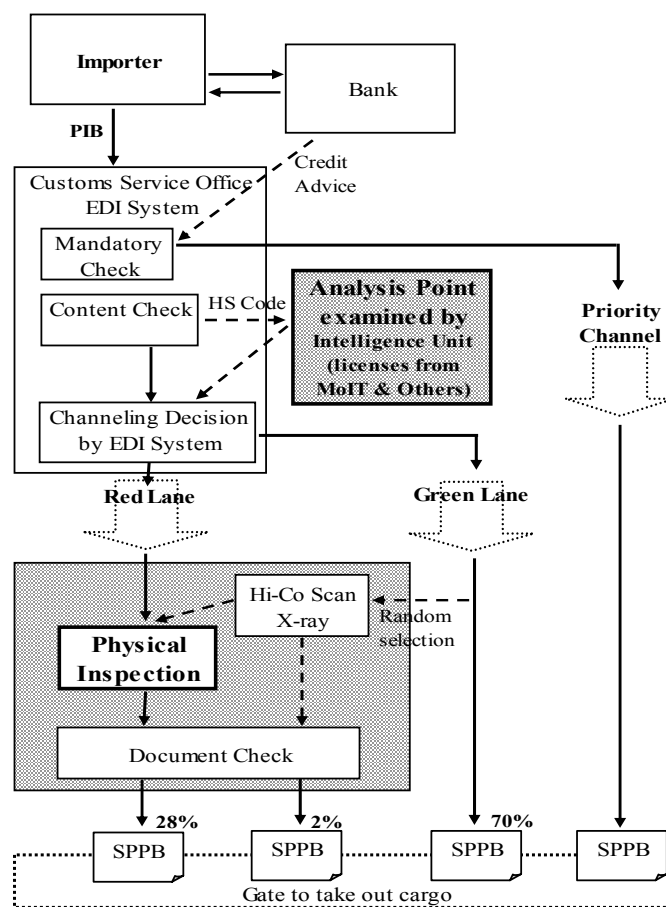 Importer
Bank
PIB
Credit
Advice
Customs Service Office
EDI System
Mandatory
Check
Content Check
HS Code
Analysis Point
examined by
Intelligence Unit
(licenses from
MoIT & Others)
Priority
Channel
Channeling Decision
by EDI System
Red Lane
Green Lane
Hi-Co Scan
X-ray
Random
selection
Physical
Inspection
Document Check
28%
2%
70%
SPPB
SPPB
SPPB
SPPB
Gate to take out cargo